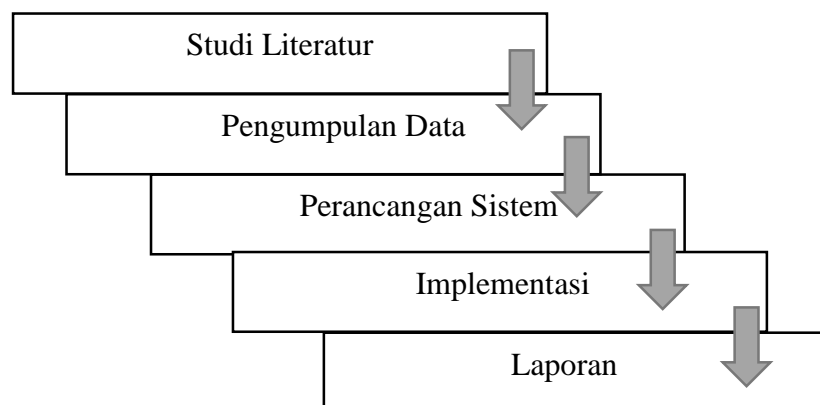 Studi Literatur
Pengumpulan Data
Perancangan Sistem
Implementasi
Laporan